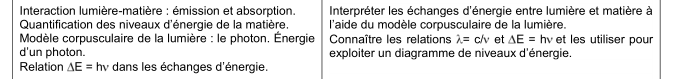 Interaction lumière-matière : émission et absorption.
Quantification des niveaux d'énergie de la matière.
Modèle corpusculaire de la lumière : le photon. Énergie
d'un photon.
Relation ΔE = hν dans les échanges d'énergie.
Interpréter les échanges d'énergie entre lumière et matière à
l'aide du modèle corpusculaire de la lumière.
Connaître les relations λ= c/ν et ΔE = hν et les utiliser pour
exploiter un diagramme de niveaux d'énergie.